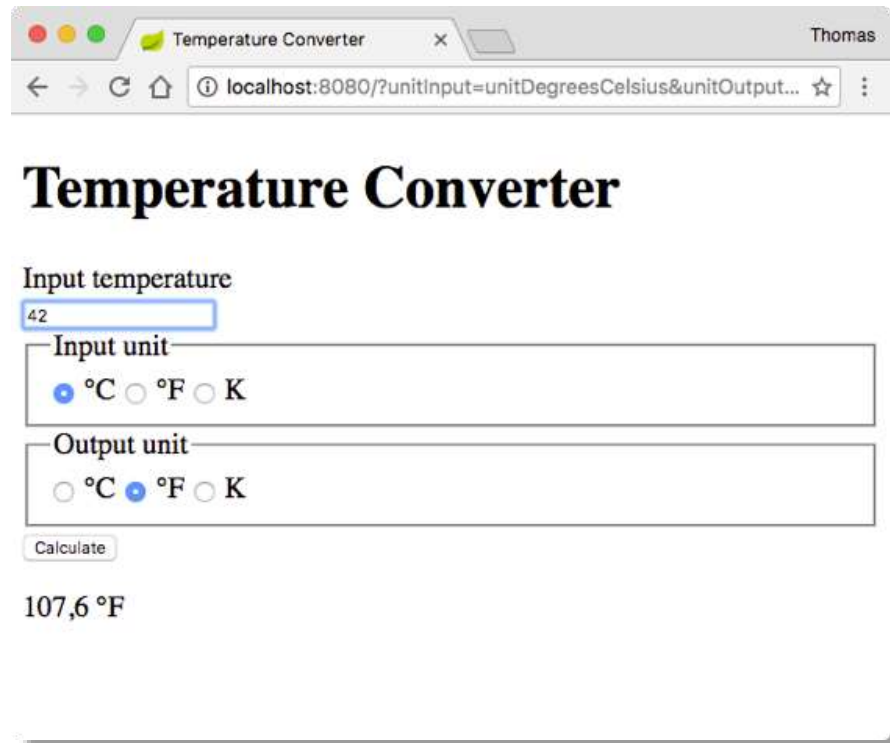 Temperature Converter
Thomas
localhost:8080/?unitInput=unitDegreesCelsius&unitOutput...
Temperature Converter
Input temperature
42
Input unit
°C °F K
Output unit
°C °F K
Calculate
107,6 °F